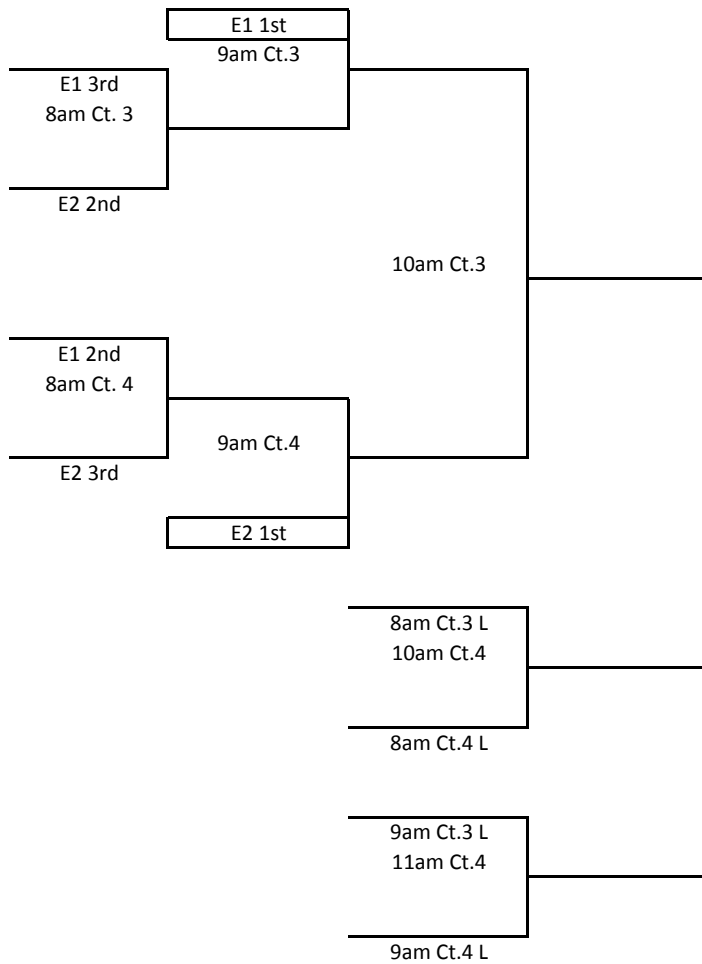 E1 1st
9am Ct.3
E1 3rd
8am Ct. 3
E2 2nd
10am Ct.3
E1 2nd
8am Ct. 4
9am Ct.4
E2 3rd
E2 1st
8am Ct.3 L
10am Ct.4
8am Ct.4 L
9am Ct.3 L
11am Ct.4
9am Ct.4 L